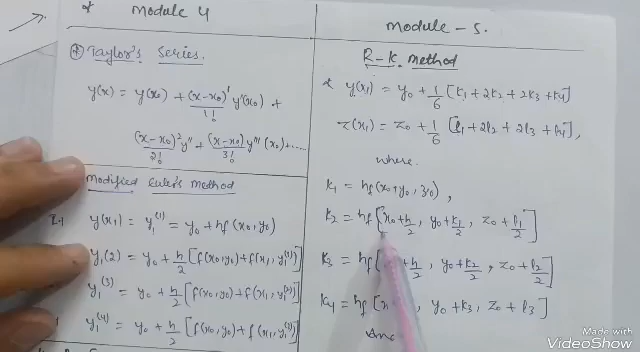 Module 4
Taylor's Series.
y(x) = y(x0) + (x-x0)'/1! y'(x0) +
(x-x0)²/2! y'' + (x-x0)³/3! y'''(x0) + .....
Modified Euler's Method
y(x1) = y1^(1) = y0 + hf(x0, y0)
y1(2) = y0 + h/2 [f(x0,y0) + f(x1, y1^(1))]
y1^(3) = y0 + h/2 [f(x0,y0) + f(x1, y1^(2))]
y1^(4) = y0 + h/2 [f(x0,y0) + f(x1, y1^(3))]
Module - 5.
R-K Method
y(x1) = y0 + 1/6 [k1 + 2k2 + 2k3 + k4]
z(x1) = z0 + 1/6 [l1 + 2l2 + 2l3 + l4],
where
k1 = hf(x0+y0, z0),
k2 = hf[x0+h/2, y0+k1/2, z0+l1/2]
k3 = hf[ +h/2, y0+k2/2, z0+l2/2]
k4 = hf[ y0+k3, z0+l3]
Made with
VideoShow